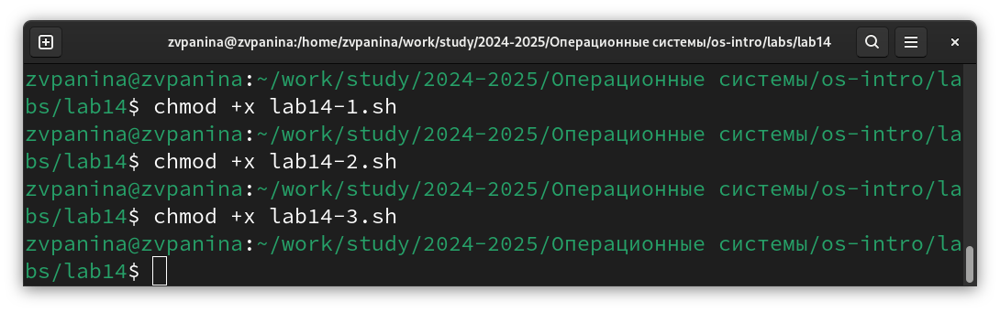 zvpanina@zvpanina:/home/zvpanina/work/study/2024-2025/Операционные системы/os-intro/labs/lab14
zvpanina@zvpanina:~/work/study/2024-2025/Операционные системы/os-intro/la
bs/lab14$ chmod +x lab14-1.sh
zvpanina@zvpanina:~/work/study/2024-2025/Операционные системы/os-intro/la
bs/lab14$ chmod +x lab14-2.sh
zvpanina@zvpanina:~/work/study/2024-2025/Операционные системы/os-intro/la
bs/lab14$ chmod +x lab14-3.sh
zvpanina@zvpanina:~/work/study/2024-2025/Операционные системы/os-intro/la
bs/lab14$